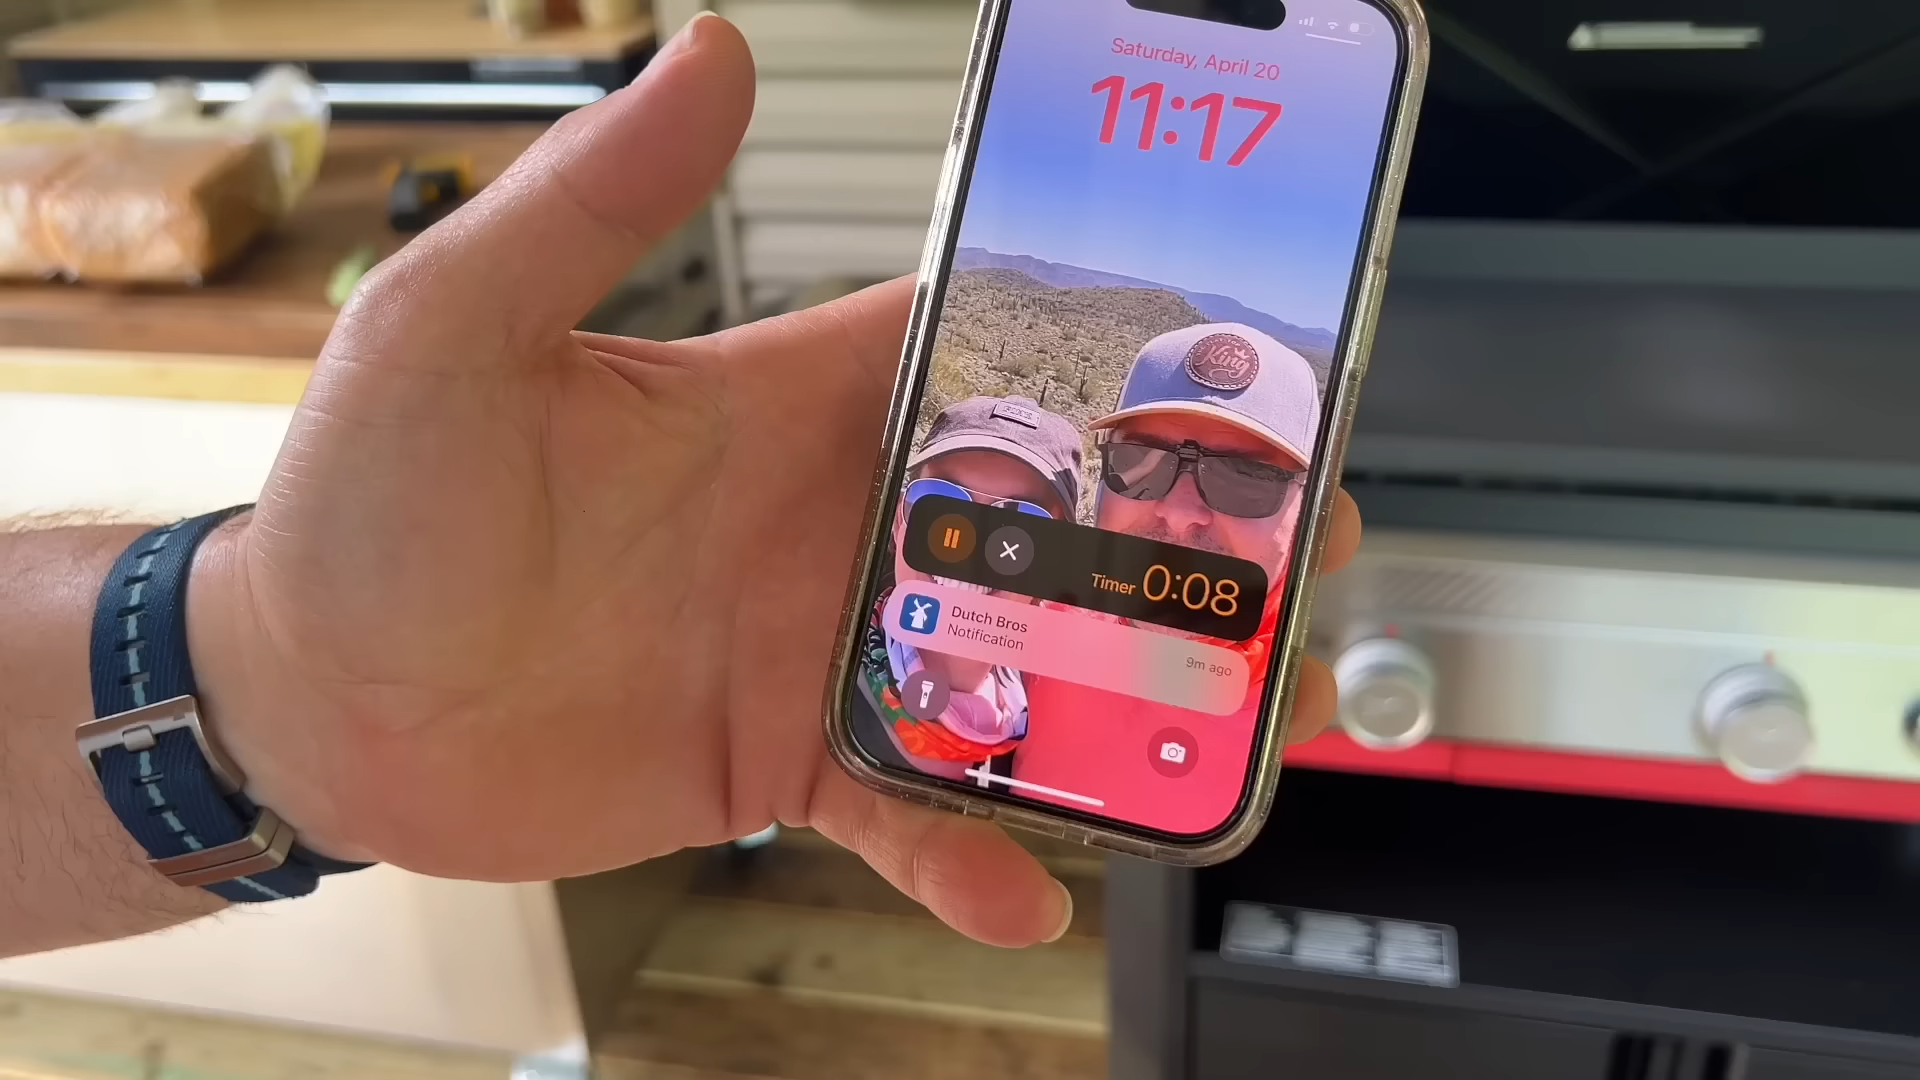 Saturday, April 20
11:17
King
Timer 0:08
Dutch Bros
Notification
9m ago